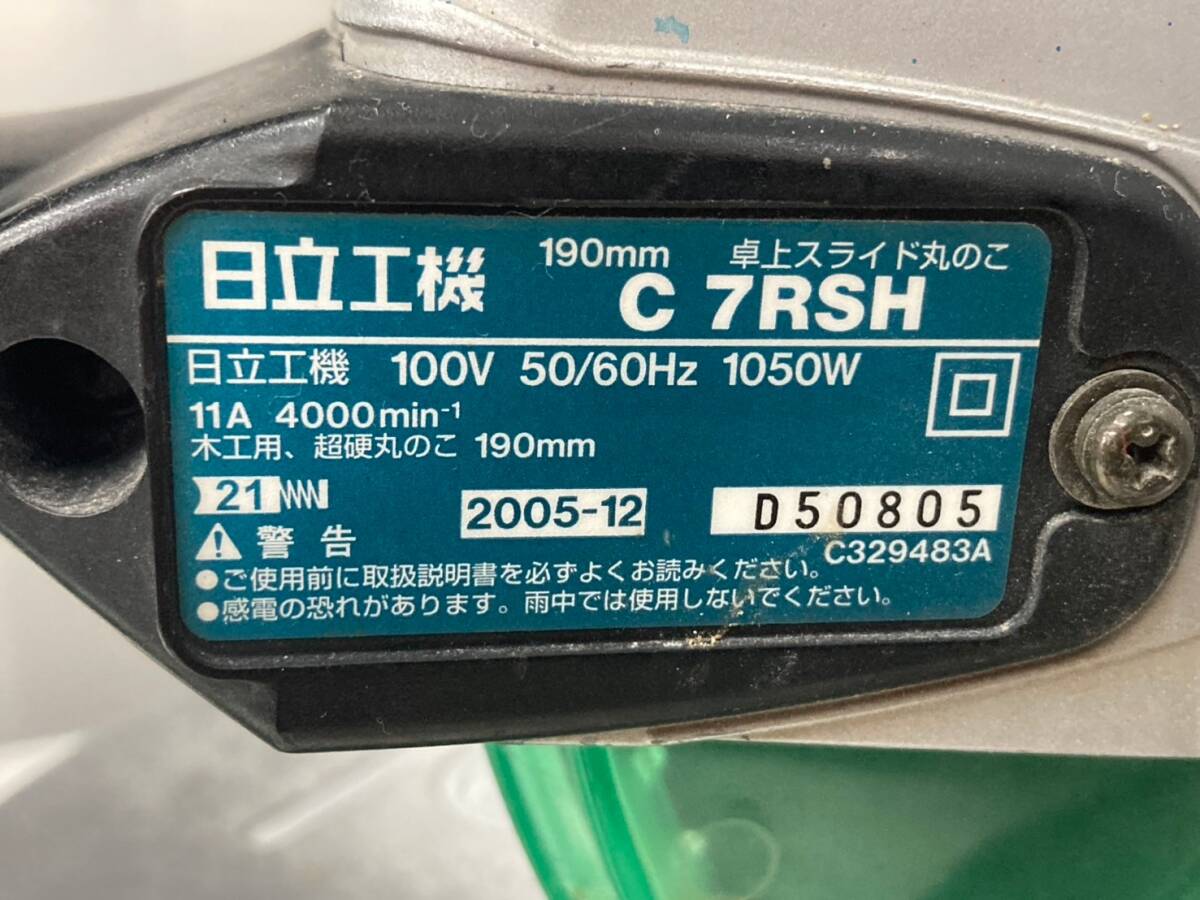 日立工機 190mm 卓上スライド丸のこ
C 7RSH
日立工機 100V 50/60Hz 1050W
11A 4000min⁻¹
木工用、超硬丸のこ 190mm
21 2005-12 D50805
C329483A
警告
●ご使用前に取扱説明書を必ずよくお読みください。
●感電の恐れがあります。雨中では使用しないでください。